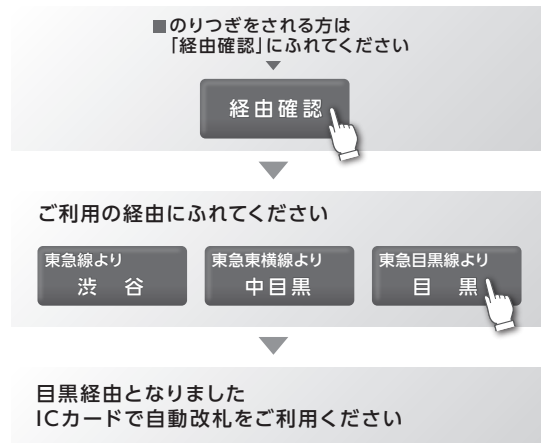 ■のりつぎをされる方は
「経由確認」にふれてください
経由確認
ご利用の経由にふれてください
東急線より
渋 谷
東急東横線より
中目黒
東急目黒線より
目 黒
目黒経由となりました
ICカードで自動改札をご利用ください